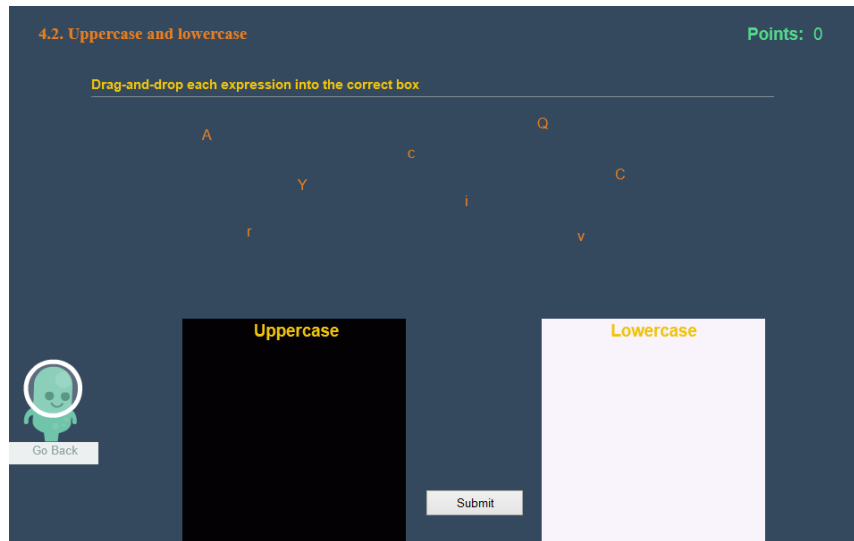 4.2. Uppercase and lowercase
Points: 0
Drag-and-drop each expression into the correct box
Q
A
c
C
Y
i
r
v
Uppercase
Lowercase
Go Back
Submit